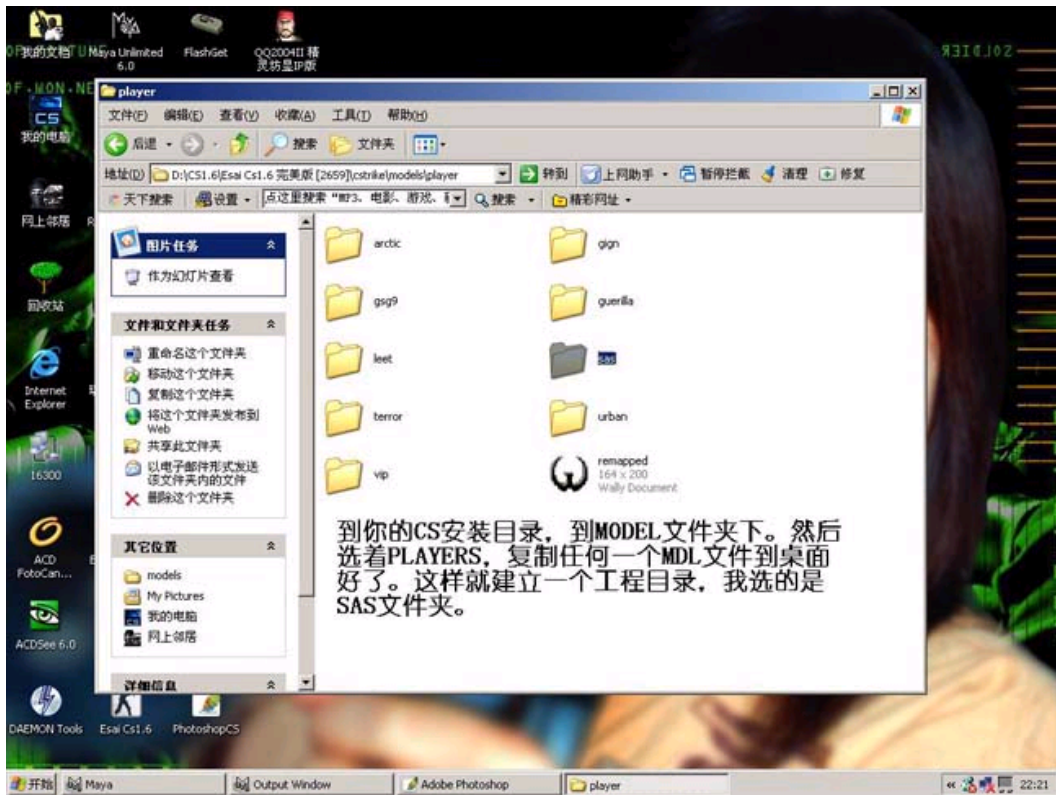 我的文档
Maya Unlimited
6.0
FlashGet
QQ2004II 精
灵坊显IP版
SOLDIER
我的电脑
网上邻居
回收站
Internet
Explorer
16300
ACD
FotoCan...
ACDSee 6.0
DAEMON Tools
Esai Cs1.6
PhotoshopCS
player
文件(F) 编辑(E) 查看(V) 收藏(A) 工具(T) 帮助(H)
后退 搜索 文件夹
地址(D) D:\CS1.6\Esai Cs1.6 完美版 [2659]\cstrike\models\player 转到 上网助手 暂停拦截 清理 修复
天下搜索 设置 点这里搜索 "MP3、电影、游戏、 搜索 精彩网址
图片任务
作为幻灯片查看
文件和文件夹任务
重命名这个文件夹
移动这个文件夹
复制这个文件夹
将这个文件夹发布到
Web
共享此文件夹
以电子邮件形式发送
该文件夹内的文件
删除这个文件夹
其它位置
models
My Pictures
我的电脑
网上邻居
详细信息
arctic
gign
gsg9
guerilla
leet
sas
terror
urban
vip
remapped
164 x 200
Wally Document
到你的CS安装目录，到MODEL文件夹下。然后
选着PLAYERS，复制任何一个MDL文件到桌面
好了。这样就建立一个工程目录，我选的是
SAS文件夹。
开始 Maya Output Window Adobe Photoshop player 22:21